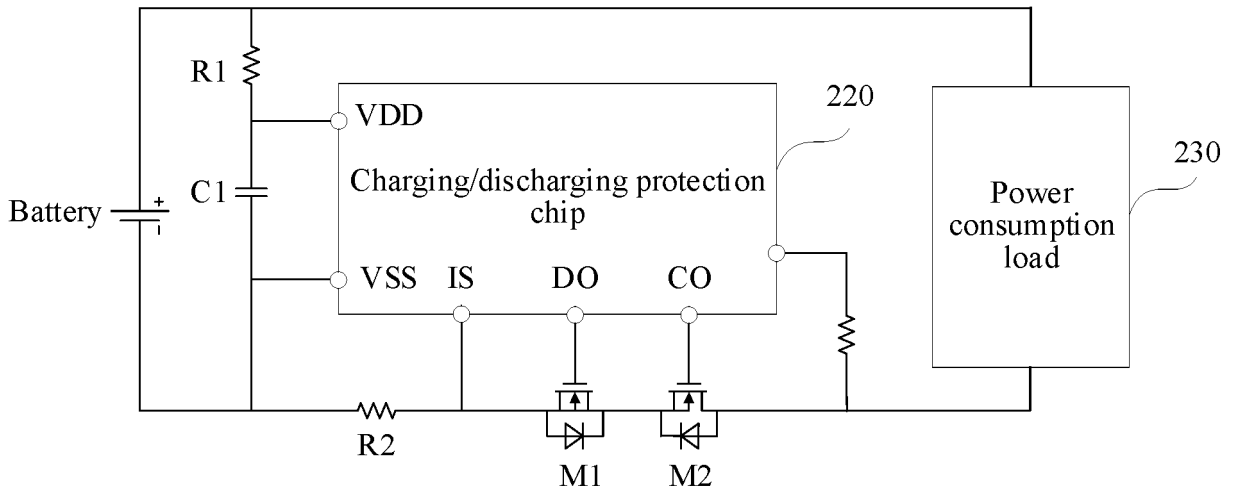 R1
VDD
220
C1
Charging/discharging protection
chip
230
Battery
+
-
Power
consumption
load
VSS IS DO CO
R2
M1
M2